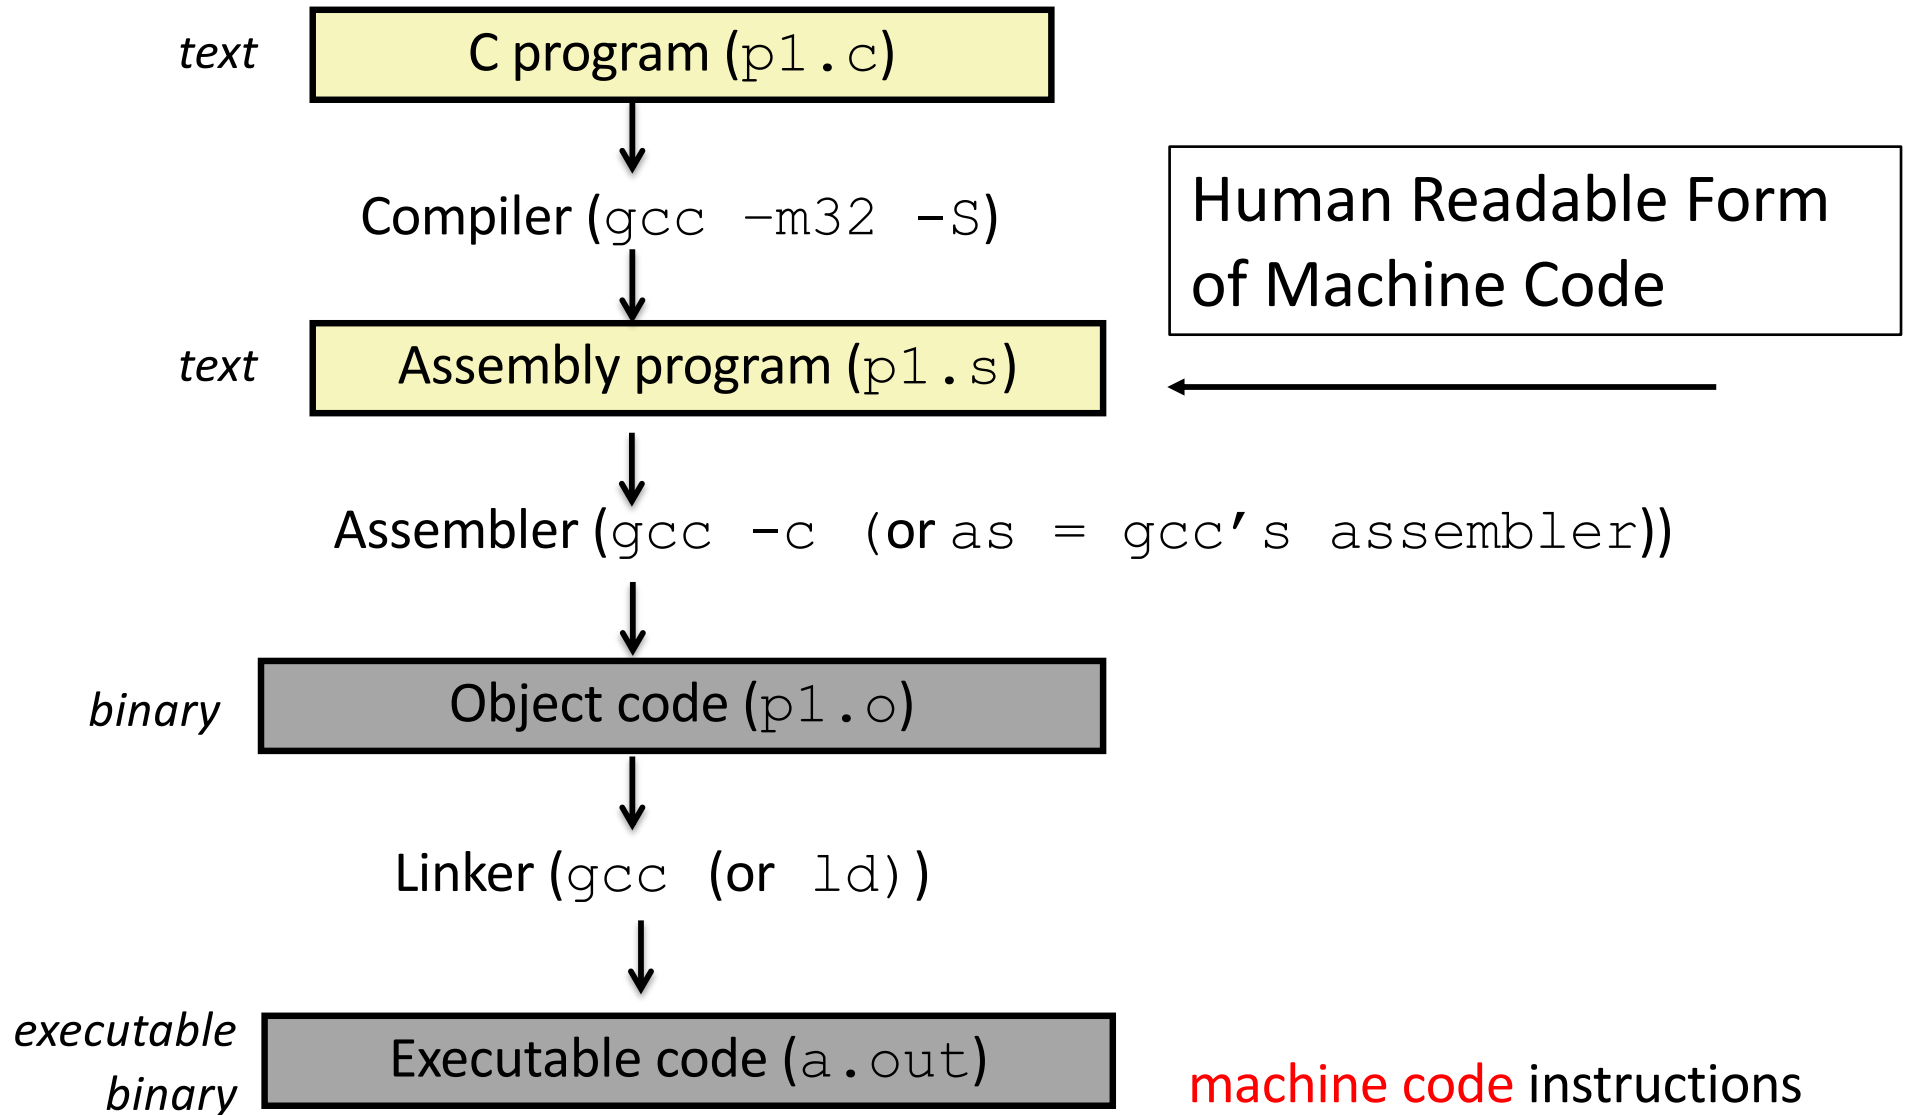 text
C program (p1.c)
Compiler (gcc –m32 -S)
Human Readable Form
of Machine Code
text
Assembly program (p1.s)
Assembler (gcc -c (or as = gcc’s assembler))
binary
Object code (p1.o)
Linker (gcc (or ld))
executable
binary
Executable code (a.out)
machine code instructions